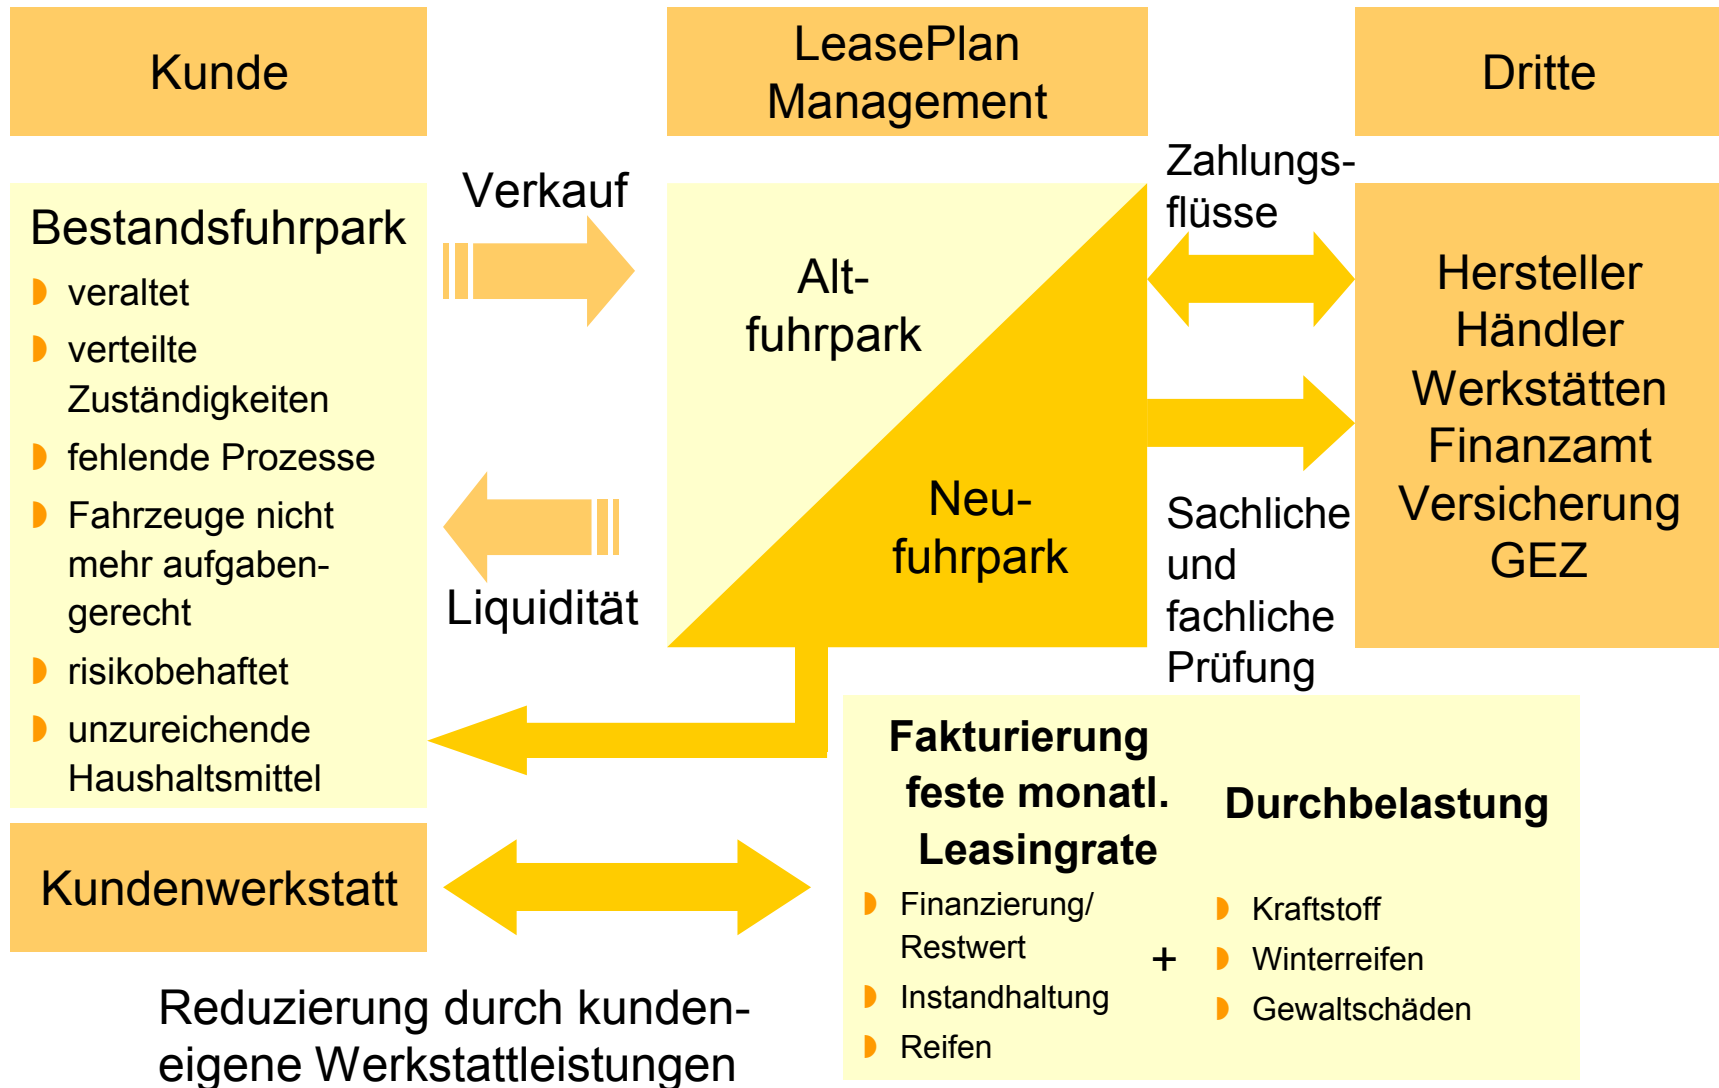 Kunde
LeasePlan
Management
Dritte
Bestandsfuhrpark
veraltet
verteilte
Zuständigkeiten
fehlende Prozesse
Fahrzeuge nicht
mehr aufgaben-
gerecht
risikobehaftet
unzureichende
Haushaltsmittel
Verkauf
Liquidität
Alt-
fuhrpark
Neu-
fuhrpark
Zahlungs-
flüsse
Sachliche
und
fachliche
Prüfung
Hersteller
Händler
Werkstätten
Finanzamt
Versicherung
GEZ
Kundenwerkstatt
Reduzierung durch kunden-
eigene Werkstattleistungen
Fakturierung
feste monatl.
Leasingrate
Finanzierung/
Restwert
Instandhaltung
Reifen
+
Durchbelastung
Kraftstoff
Winterreifen
Gewaltschäden